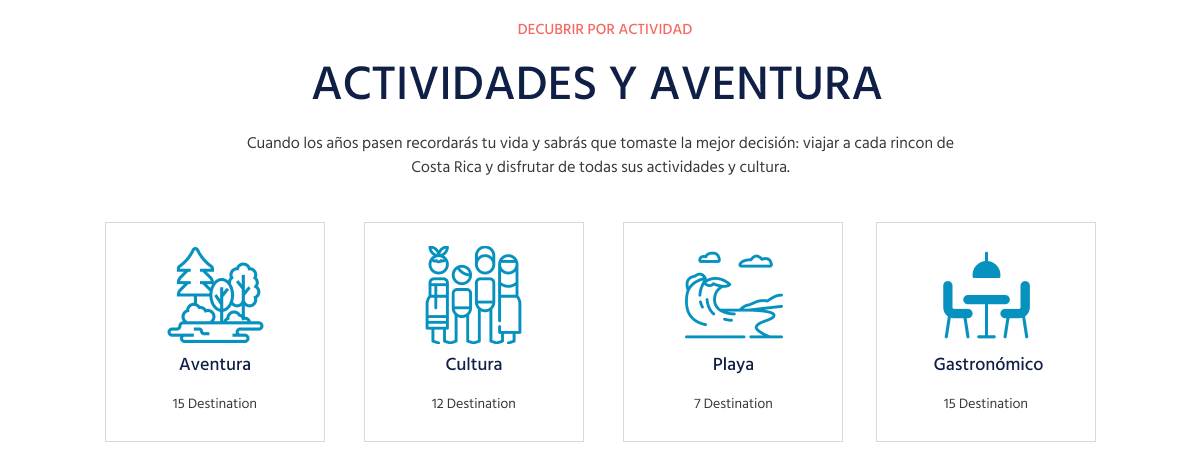 DECUBRIR POR ACTIVIDAD
ACTIVIDADES Y AVENTURA
Cuando los años pasen recordarás tu vida y sabrás que tomaste la mejor decisión: viajar a cada rincon de
Costa Rica y disfrutar de todas sus actividades y cultura.
Aventura
15 Destination
Cultura
12 Destination
Playa
7 Destination
Gastronómico
15 Destination